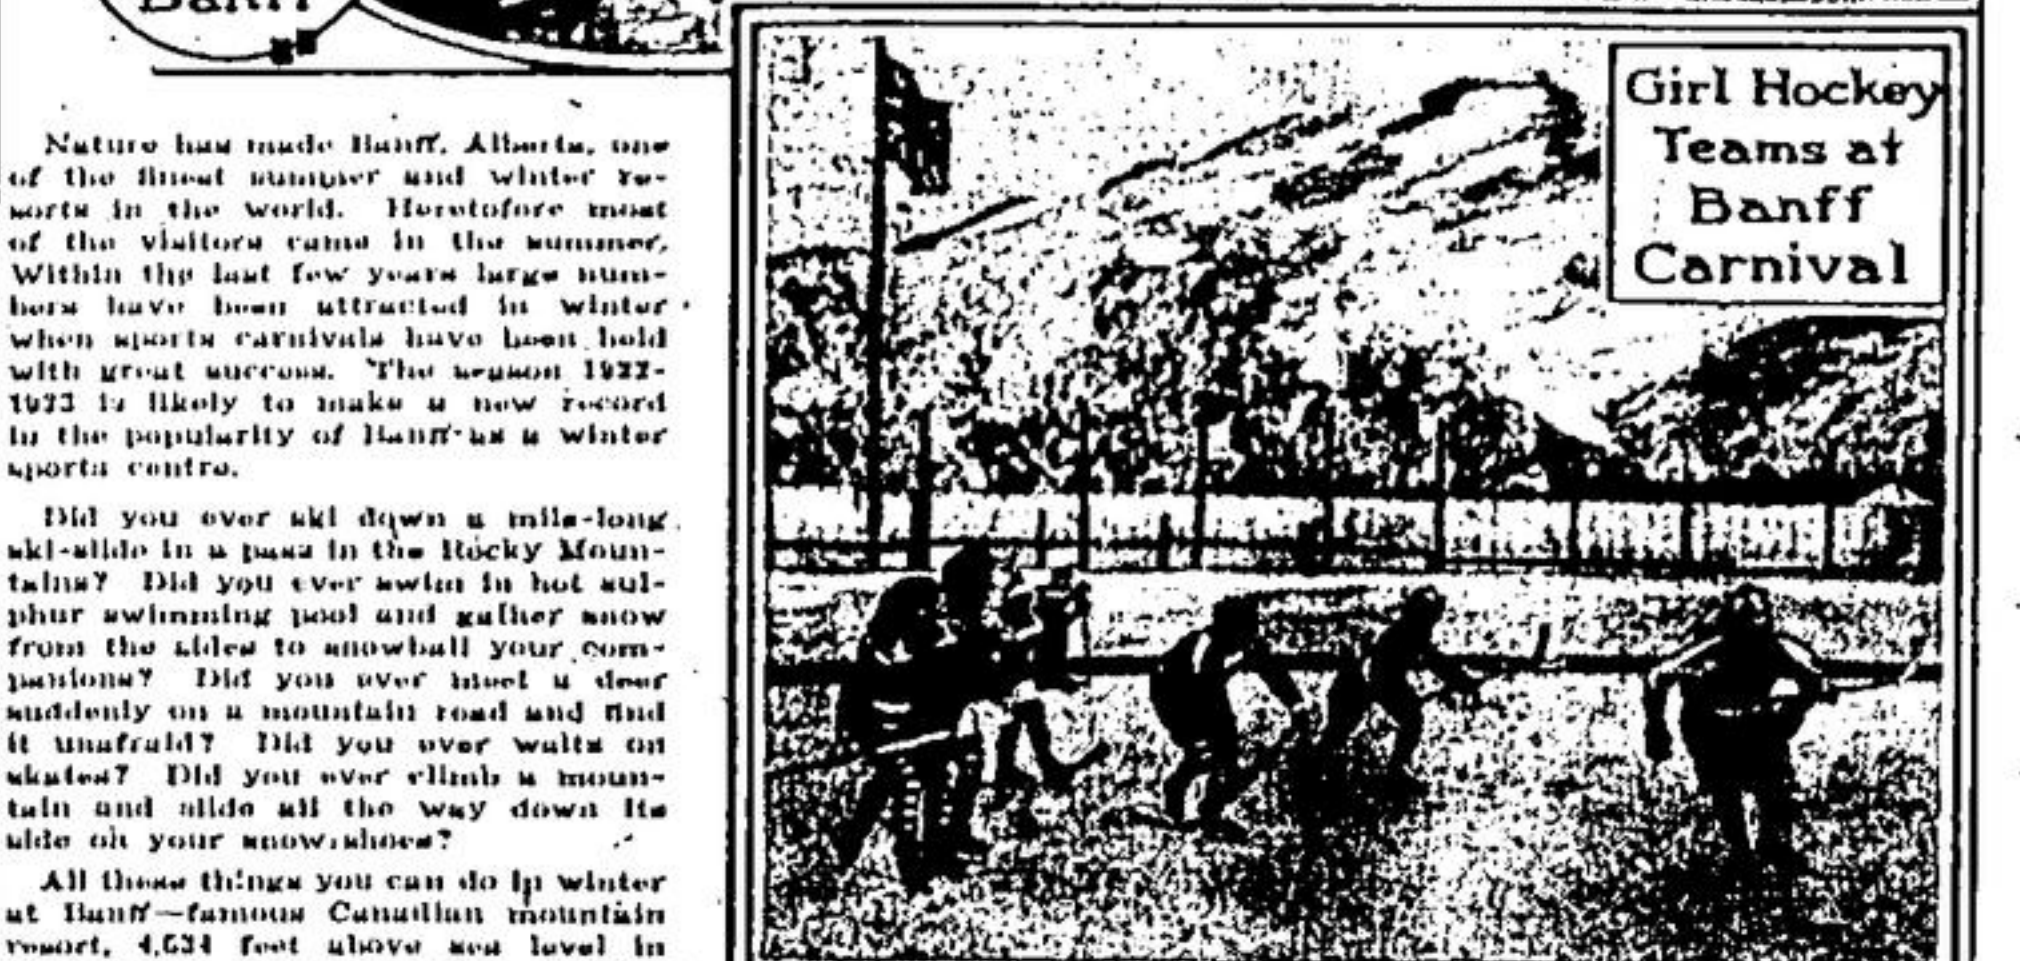 Banff
Girl Hockey
Teams at
Banff
Carnival
Nature has made Banff, Alberta, one
of the finest summer and winter re-
sorts in the world. Heretofore most
of the visitors came in the summer.
Within the last few years large num-
bers have been attracted in winter
when sports carnivals have been held
with great success. The season 1922-
1923 is likely to make a new record
in the popularity of Banff as a winter
sports centre.
Did you ever ski down a mile-long
ski-slide in a pass in the Rocky Moun-
tains? Did you ever swim in hot sul-
phur swimming pool and gather snow
from the sides to snowball your com-
panions? Did you ever meet a deer
suddenly on a mountain road and find
it unafraid? Did you ever waltz on
skates? Did you ever climb a moun-
tain and slide all the way down its
side on your snowshoes?
All these things you can do in winter
at Banff—famous Canadian mountain
resort, 4,534 feet above sea level in